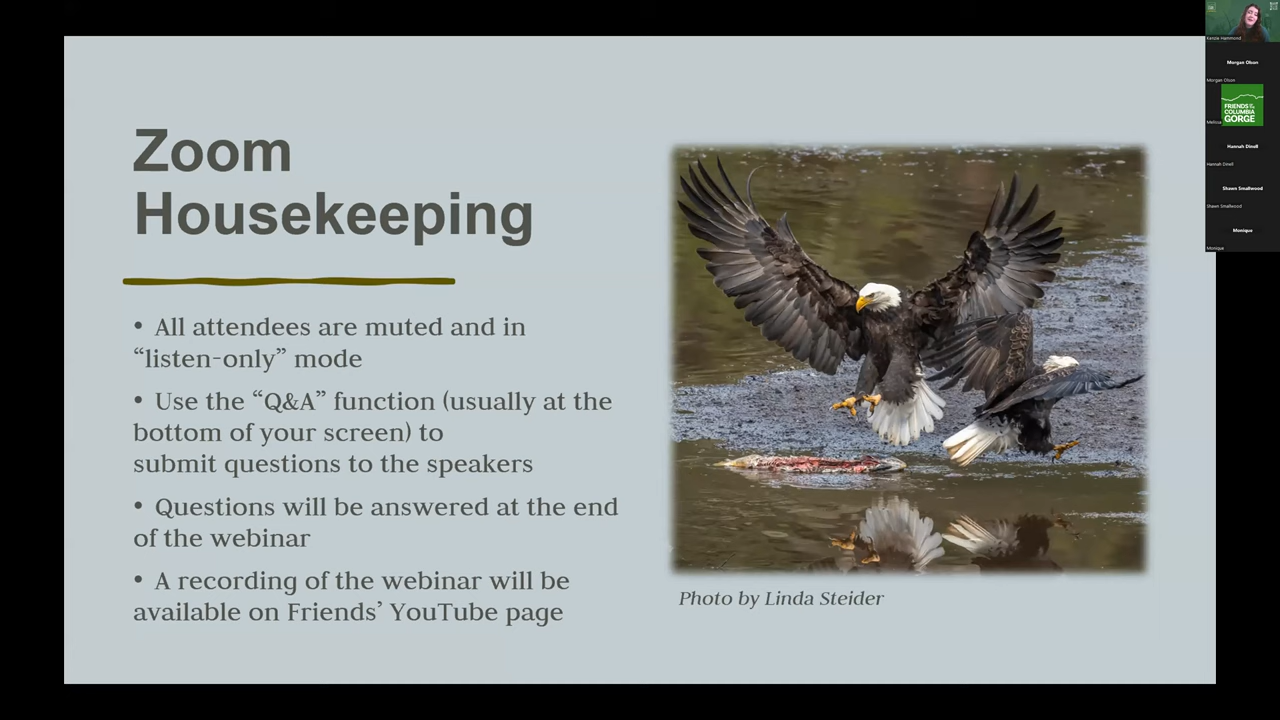 Zoom
Housekeeping
• All attendees are muted and in
“listen-only” mode
• Use the “Q&A” function (usually at the
bottom of your screen) to
submit questions to the speakers
• Questions will be answered at the end
of the webinar
• A recording of the webinar will be
available on Friends’ YouTube page
Photo by Linda Steider
Kenzie Hammond
Morgan Olson
Morgan Olson
FRIENDS OF THE
COLUMBIA
GORGE
Melissa
Hannah Dinell
Hannah Dinell
Shawn Smallwood
Shawn Smallwood
Monique
Monique